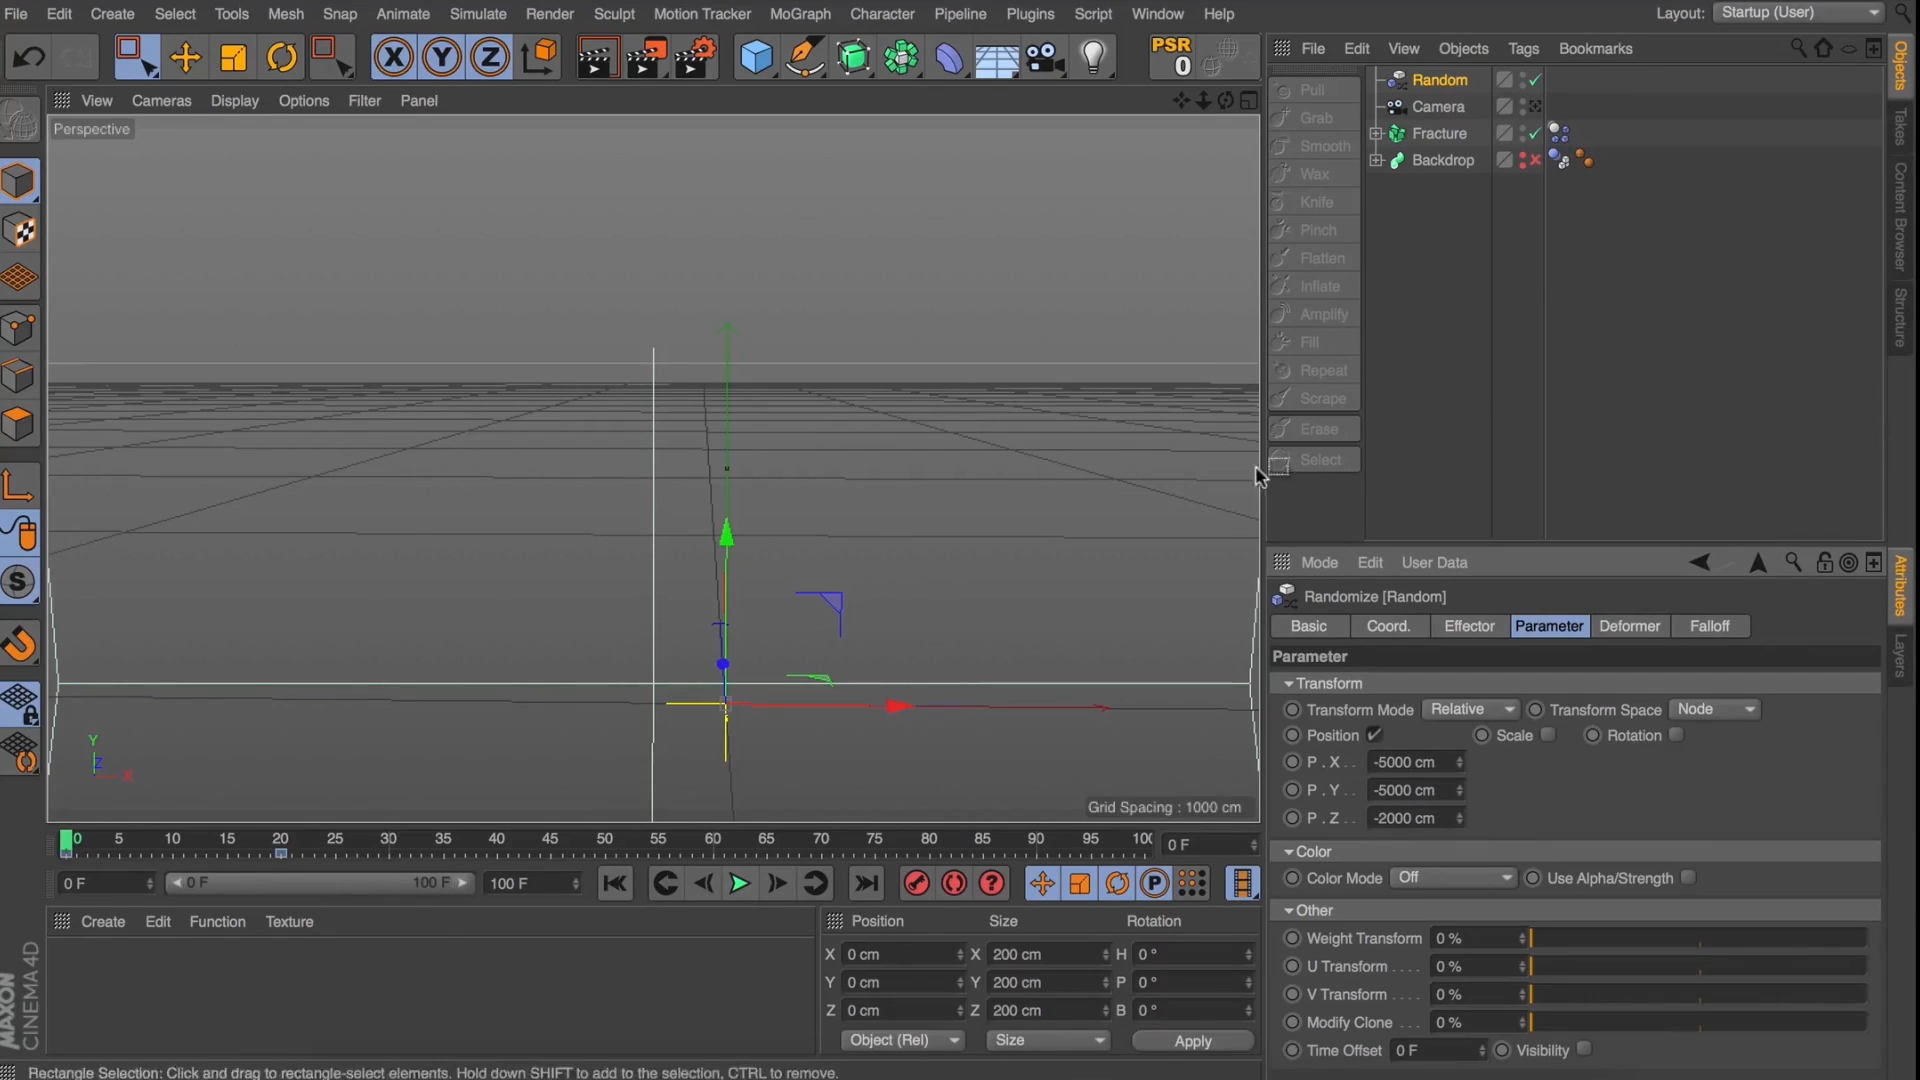 File Edit Create Select Tools Mesh Snap Animate Simulate Render Sculpt Motion Tracker MoGraph Character Pipeline Plugins Script Window Help Layout: Startup (User)
X Y Z PSR 0
File Edit View Objects Tags Bookmarks
View Cameras Display Options Filter Panel
Perspective
Pull
Grab
Smooth
Wax
Knife
Pinch
Flatten
Inflate
Amplify
Fill
Repeat
Scrape
Erase
Select
Random
Camera
Fracture
Backdrop
Objects
Takes
Content Browser
Structure
Attributes
Layers
Mode Edit User Data
Randomize [Random]
Basic Coord. Effector Parameter Deformer Falloff
Parameter
Transform
Transform Mode Relative Transform Space Node
Position Scale Rotation
P . X . . -5000 cm
P . Y . . . -5000 cm
P . Z . . . -2000 cm
Color
Color Mode Off Use Alpha/Strength
Other
Weight Transform 0 %
U Transform . . . . 0 %
V Transform . . . . 0 %
Modify Clone . . . 0 %
Time Offset 0 F Visibility
Y
Z X
Grid Spacing : 1000 cm
0 5 10 15 20 25 30 35 40 45 50 55 60 65 70 75 80 85 90 95 100 0 F
0 F 0 F 100 F 100 F
P
Create Edit Function Texture
Position Size Rotation
X 0 cm X 200 cm H 0 °
Y 0 cm Y 200 cm P 0 °
Z 0 cm Z 200 cm B 0 °
Object (Rel) Size Apply
MAXON
CINEMA 4D
Rectangle Selection: Click and drag to rectangle-select elements. Hold down SHIFT to add to the selection, CTRL to remove.